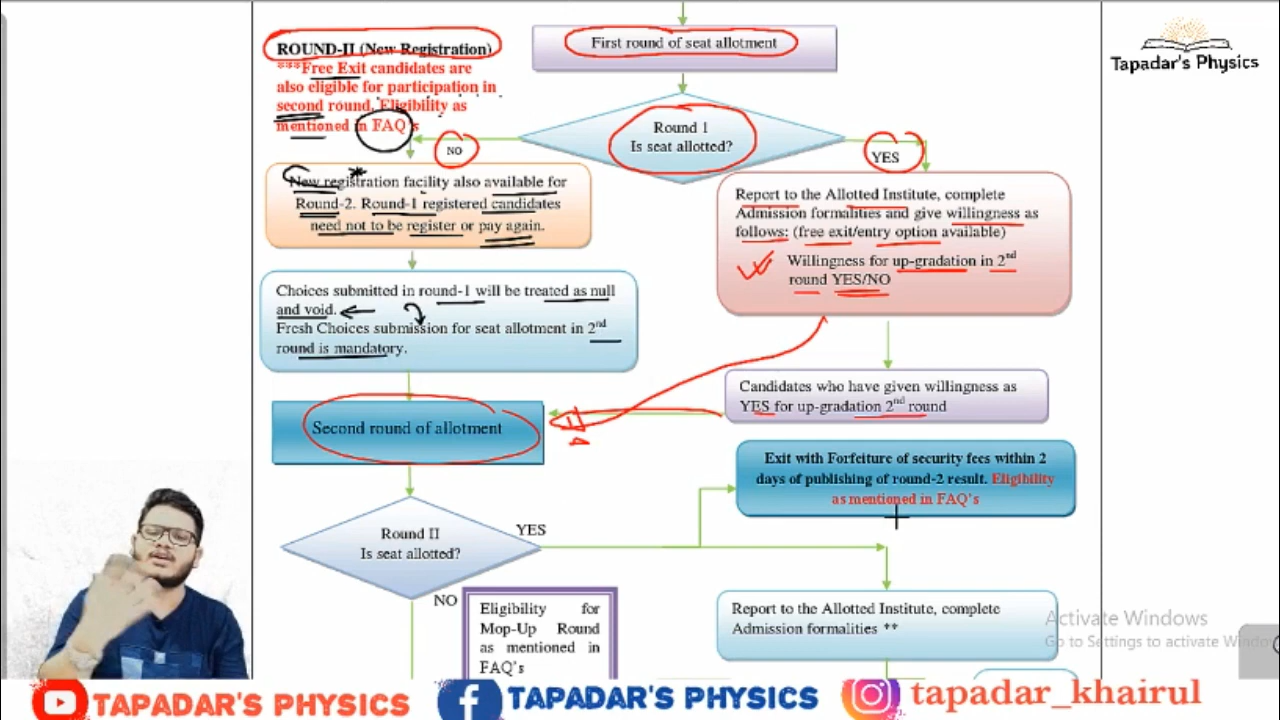 First round of seat allotment
Tapadar's Physics
ROUND-II (New Registration)
***Free Exit candidates are
also eligible for participation in
second round. Eligibility as
mentioned in FAQ's
Round 1
Is seat allotted?
NO
YES
New registration facility also available for
Round-2. Round-1 registered candidates
need not to be register or pay again.
Report to the Allotted Institute, complete
Admission formalities and give willingness as
follows: (free exit/entry option available)
Willingness for up-gradation in 2nd
round YES/NO
Choices submitted in round-1 will be treated as null
and void.
Fresh Choices submission for seat allotment in 2nd
round is mandatory.
Candidates who have given willingness as
YES for up-gradation 2nd round
Second round of allotment
Exit with Forfeiture of security fees within 2
days of publishing of round-2 result. Eligibility
as mentioned in FAQ's
Round II
Is seat allotted?
YES
NO
Eligibility for
Mop-Up Round
as mentioned in
FAQ's
Report to the Allotted Institute, complete
Admission formalities **
Activate Windows
Go to Settings to activate Windo
TAPADAR'S PHYSICS
TAPADAR'S PHYSICS
tapadar_khairul